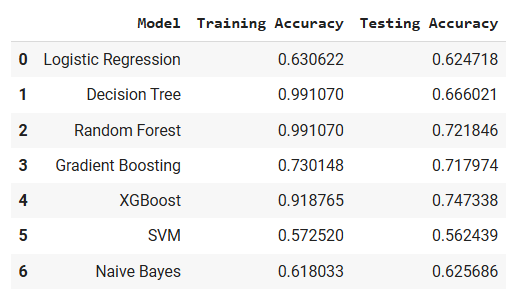 Model Training Accuracy Testing Accuracy
0 Logistic Regression 0.630622 0.624718
1 Decision Tree 0.991070 0.666021
2 Random Forest 0.991070 0.721846
3 Gradient Boosting 0.730148 0.717974
4 XGBoost 0.918765 0.747338
5 SVM 0.572520 0.562439
6 Naive Bayes 0.618033 0.625686